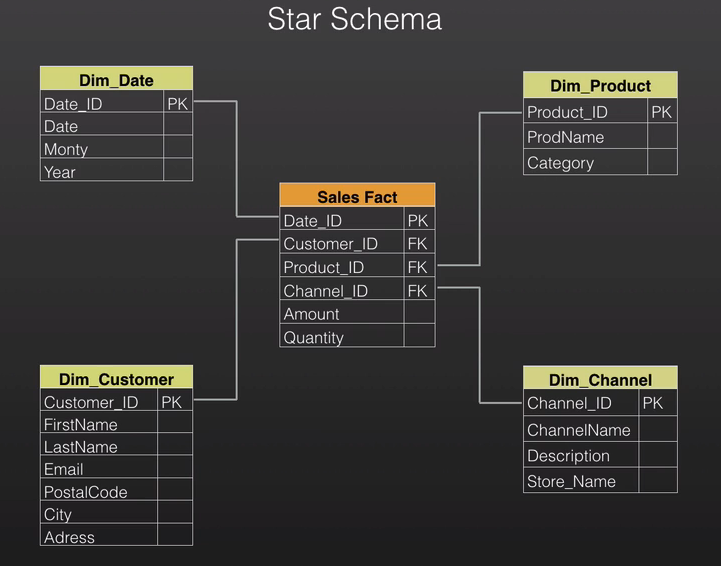 Star Schema
Dim_Date
Date_ID PK
Date
Monty
Year
Dim_Product
Product_ID PK
ProdName
Category
Sales Fact
Date_ID PK
Customer_ID FK
Product_ID FK
Channel_ID FK
Amount
Quantity
Dim_Customer
Customer_ID PK
FirstName
LastName
Email
PostalCode
City
Adress
Dim_Channel
Channel_ID PK
ChannelName
Description
Store_Name